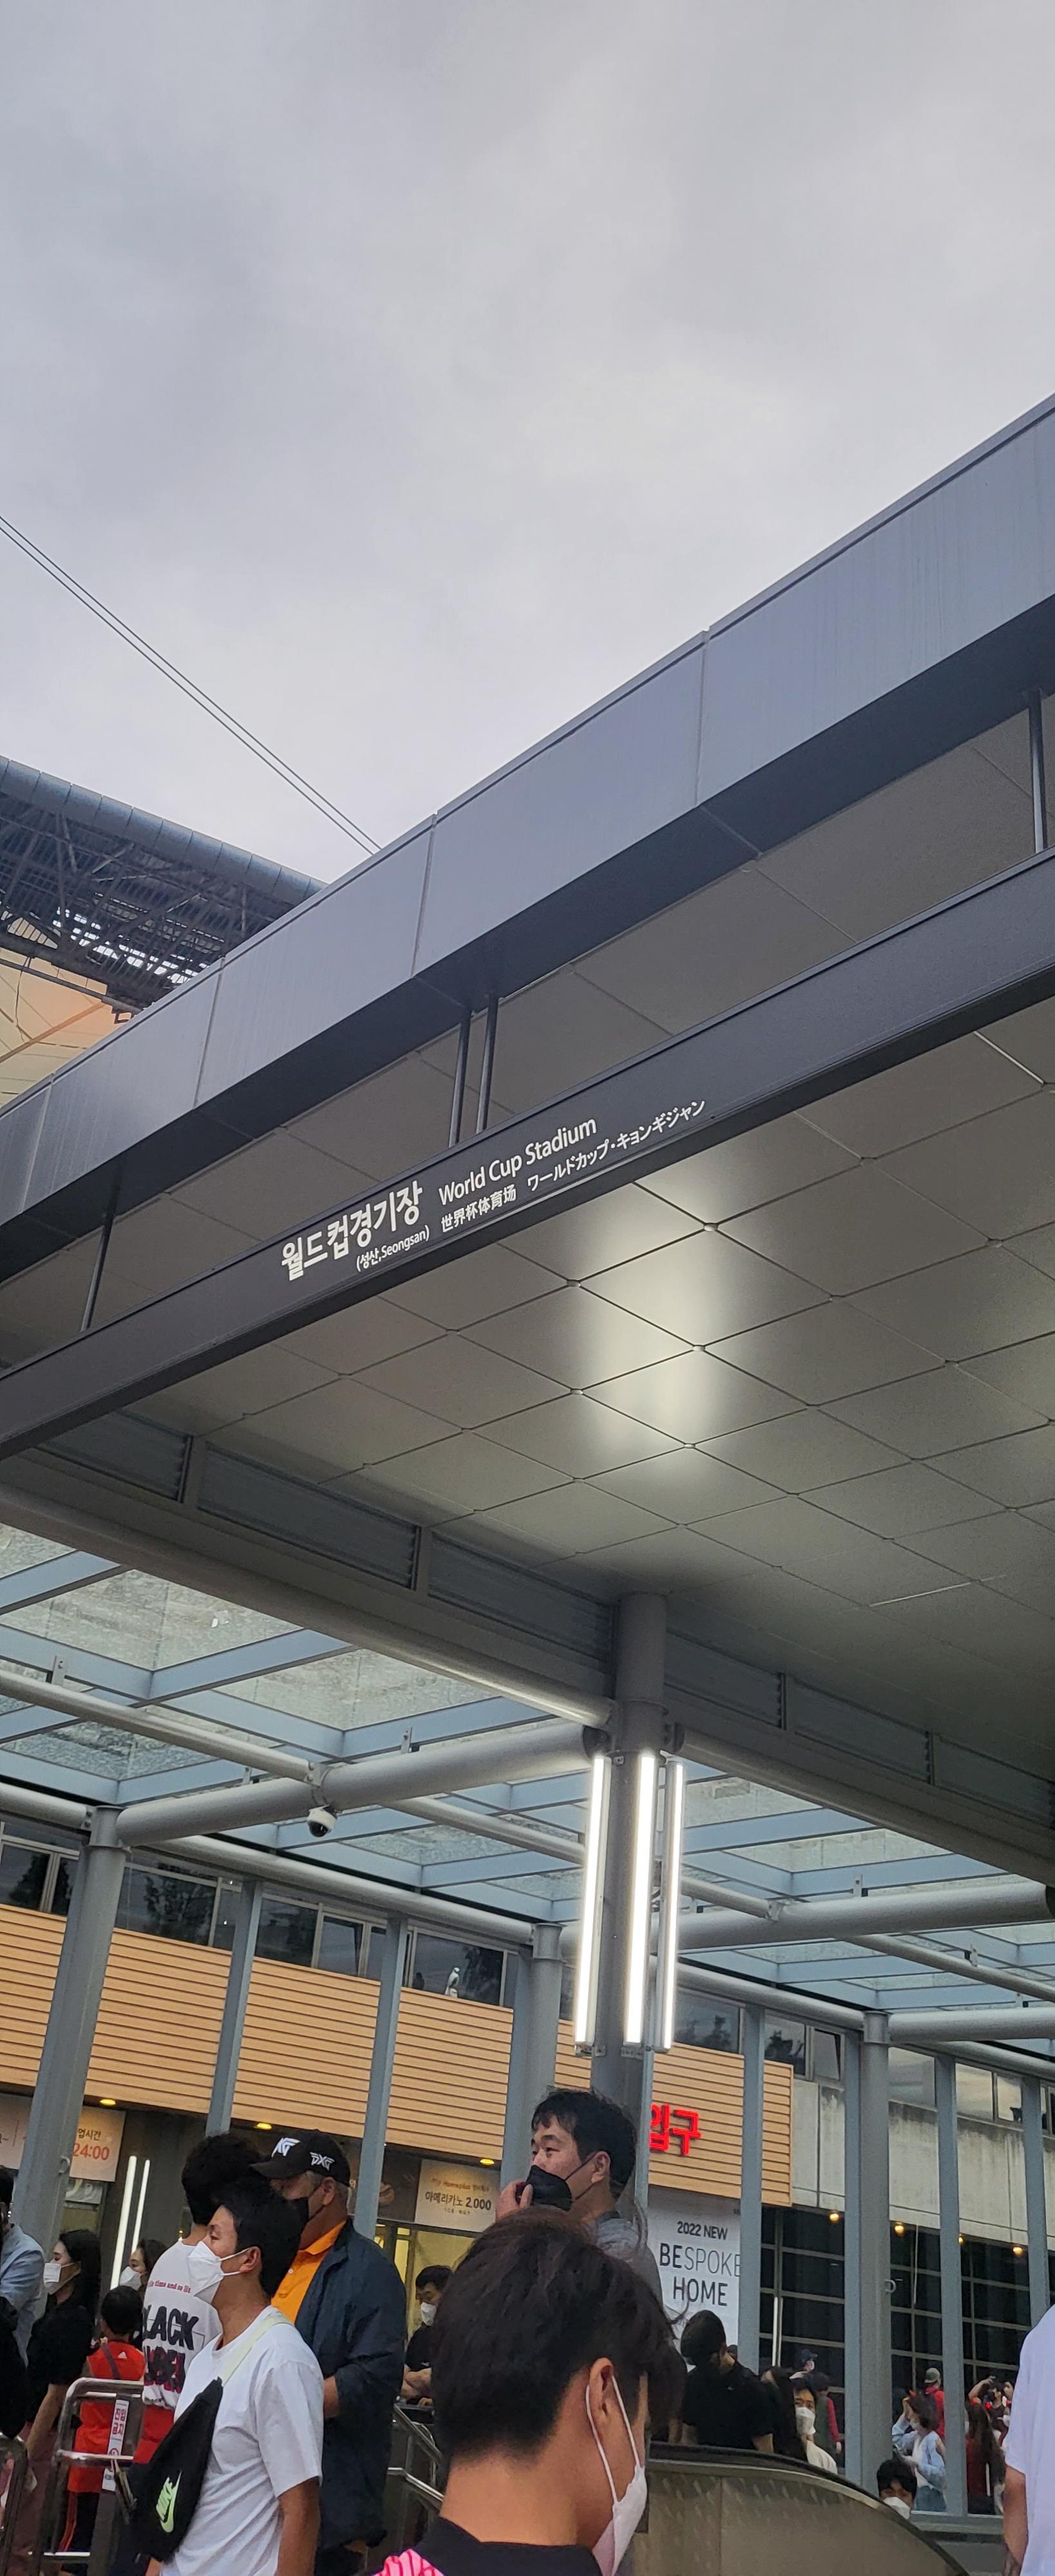 월드컵경기장
(성산,Seongsan)
World Cup Stadium
世界杯体育场 ワールドカップ・キョンギジャン
입구
24:00
PXG
아메리카노 2,000
2022 NEW
BESPOKE
HOME
LACK